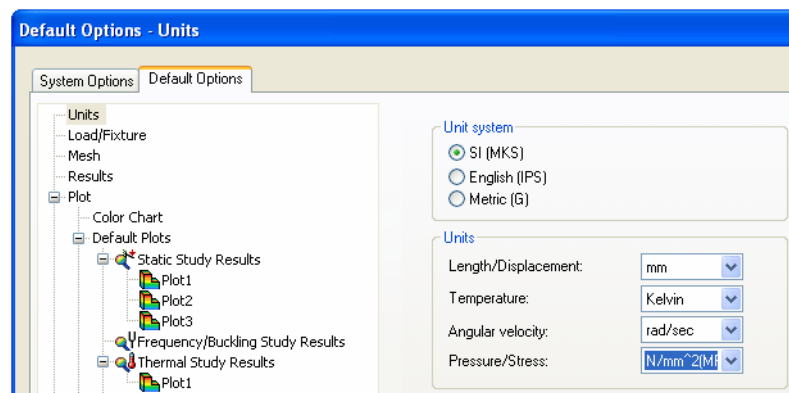 Default Options - Units
System Options
Default Options
Units
Load/Fixture
Mesh
Results
Plot
Color Chart
Default Plots
Static Study Results
Plot1
Plot2
Plot3
Frequency/Buckling Study Results
Thermal Study Results
Plot1
Unit system
SI (MKS)
English (IPS)
Metric (G)
Units
Length/Displacement: mm
Temperature: Kelvin
Angular velocity: rad/sec
Pressure/Stress: N/mm^2(MF